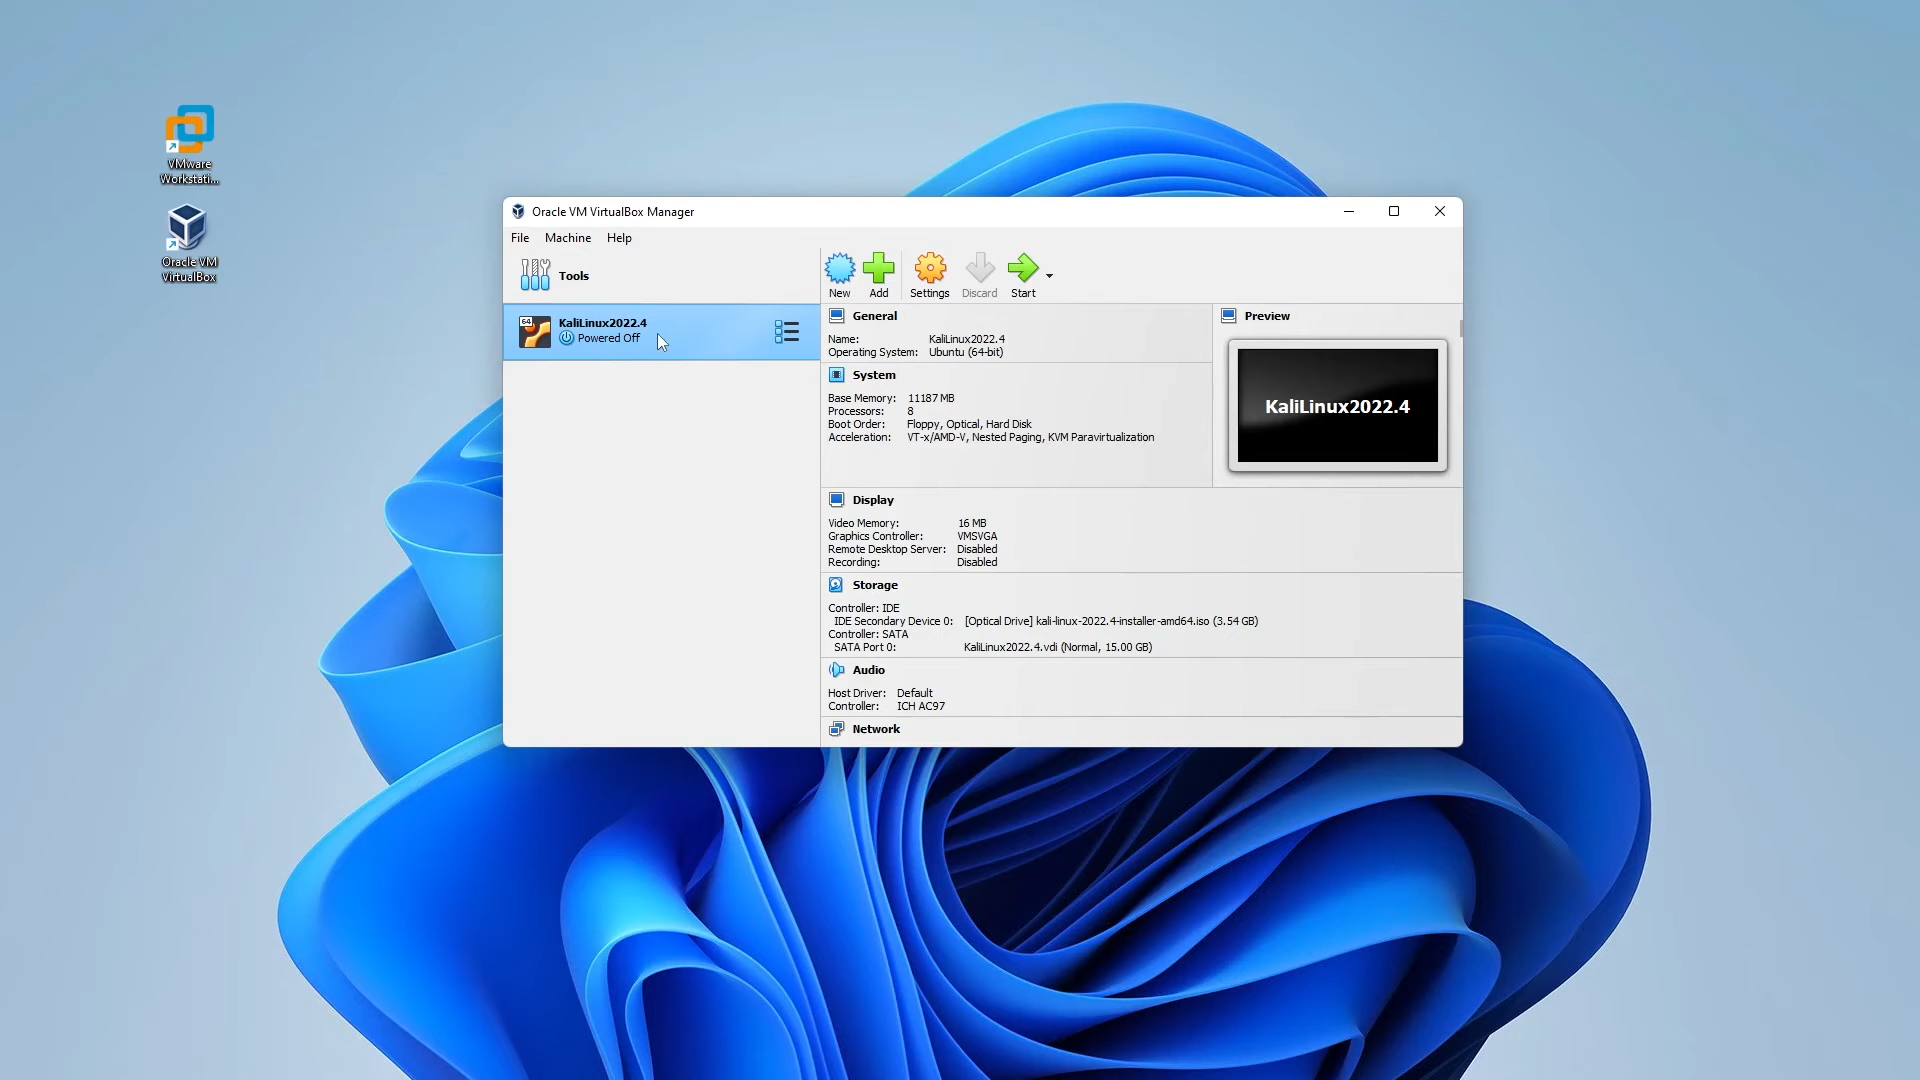 VMware
Workstati...
Oracle VM
VirtualBox
Oracle VM VirtualBox Manager
File Machine Help
Tools
New Add Settings Discard Start
64
KaliLinux2022.4
Powered Off
General
Name: KaliLinux2022.4
Operating System: Ubuntu (64-bit)
System
Base Memory: 11187 MB
Processors: 8
Boot Order: Floppy, Optical, Hard Disk
Acceleration: VT-x/AMD-V, Nested Paging, KVM Paravirtualization
Preview
KaliLinux2022.4
Display
Video Memory: 16 MB
Graphics Controller: VMSVGA
Remote Desktop Server: Disabled
Recording: Disabled
Storage
Controller: IDE
IDE Secondary Device 0: [Optical Drive] kali-linux-2022.4-installer-amd64.iso (3.54 GB)
Controller: SATA
SATA Port 0: KaliLinux2022.4.vdi (Normal, 15.00 GB)
Audio
Host Driver: Default
Controller: ICH AC97
Network